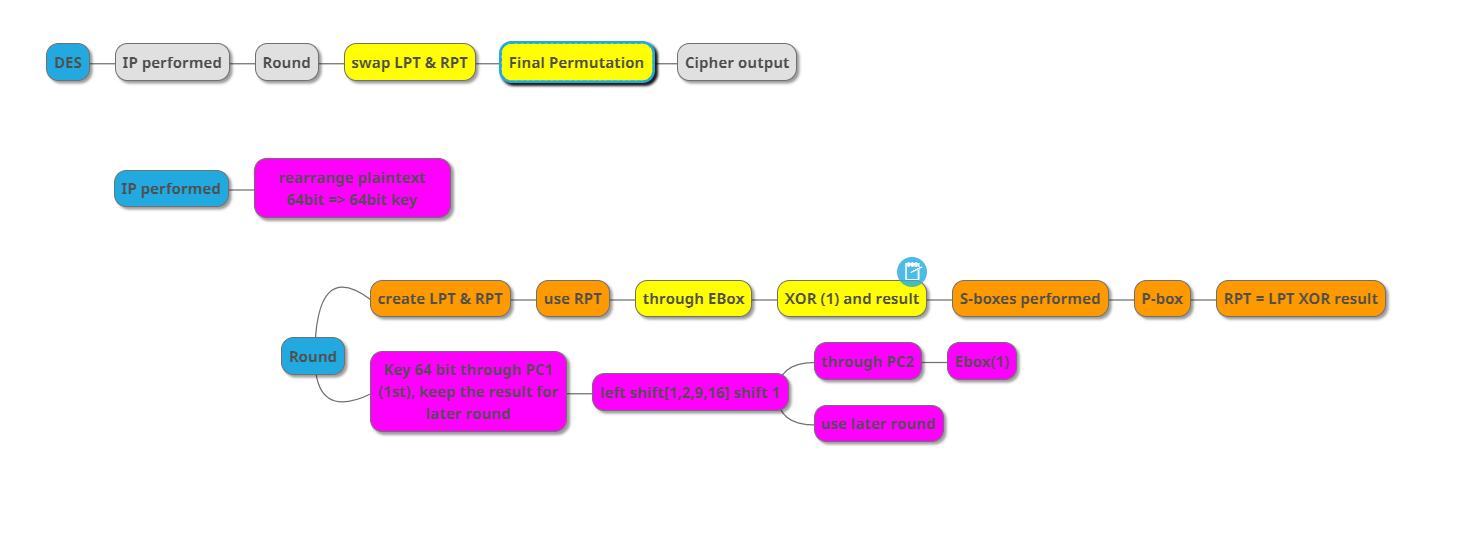 DES
IP performed
Round
swap LPT & RPT
Final Permutation
Cipher output
IP performed
rearrange plaintext
64bit => 64bit key
Round
create LPT & RPT
use RPT
through EBox
XOR (1) and result
S-boxes performed
P-box
RPT = LPT XOR result
Key 64 bit through PC1
(1st), keep the result for
later round
left shift[1,2,9,16] shift 1
through PC2
Ebox(1)
use later round